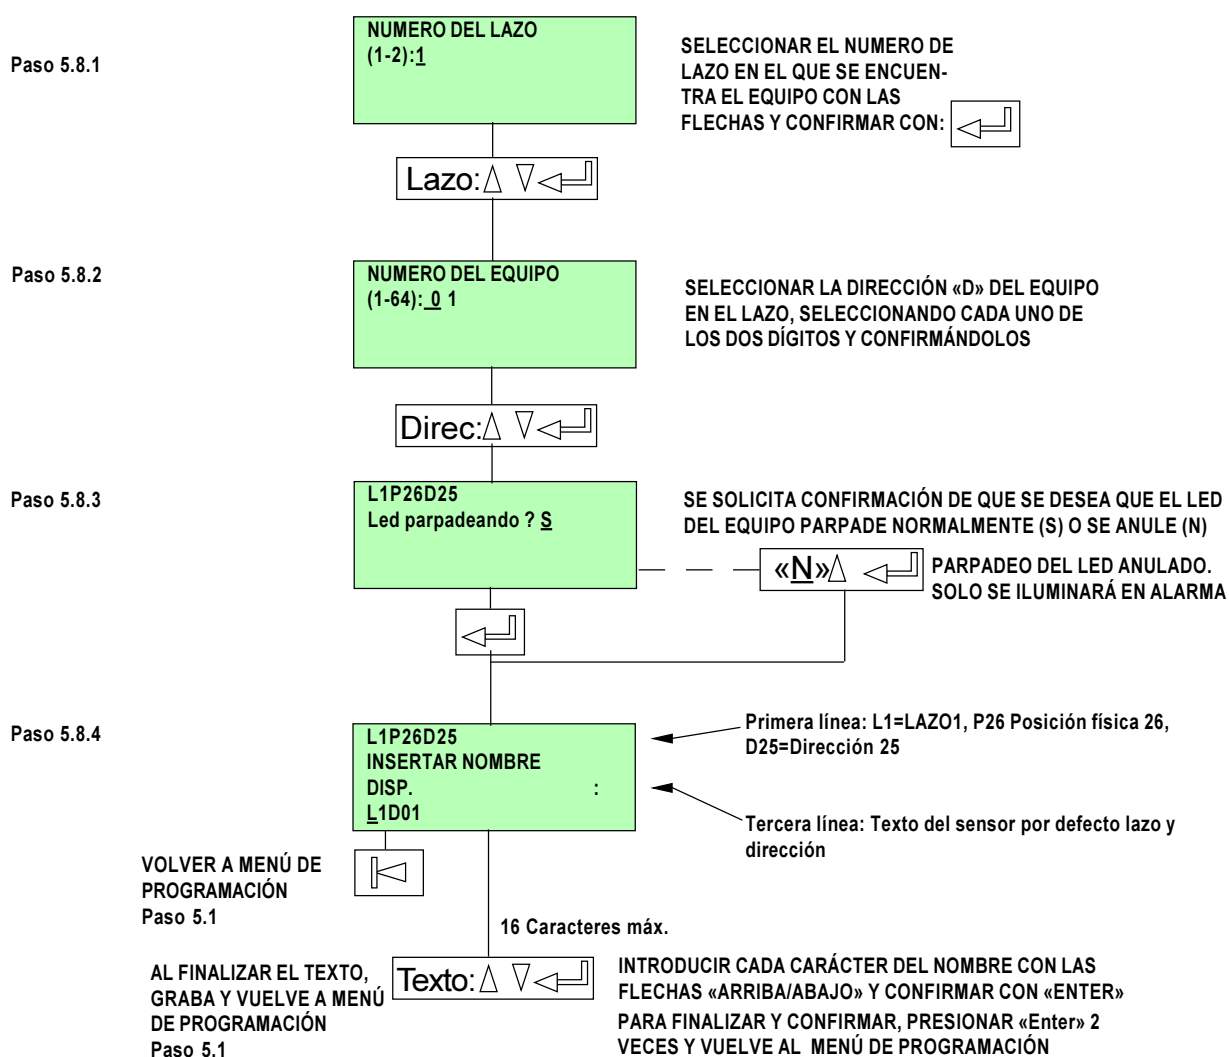 Paso 5.8.1
NUMERO DEL LAZO
(1-2):1
SELECCIONAR EL NUMERO DE
LAZO EN EL QUE SE ENCUEN-
TRA EL EQUIPO CON LAS
FLECHAS Y CONFIRMAR CON:
Lazo:
Paso 5.8.2
NUMERO DEL EQUIPO
(1-64): 0 1
SELECCIONAR LA DIRECCIÓN «D» DEL EQUIPO
EN EL LAZO, SELECCIONANDO CADA UNO DE
LOS DOS DÍGITOS Y CONFIRMÁNDOLOS
Direc:
Paso 5.8.3
L1P26D25
Led parpadeando ? S
SE SOLICITA CONFIRMACIÓN DE QUE SE DESEA QUE EL LED
DEL EQUIPO PARPADE NORMALMENTE (S) O SE ANULE (N)
«N»
PARPADEO DEL LED ANULADO.
SOLO SE ILUMINARÁ EN ALARMA
Paso 5.8.4
L1P26D25
INSERTAR NOMBRE
DISP. :
L1D01
Primera línea: L1=LAZO1, P26 Posición física 26,
D25=Dirección 25
Tercera línea: Texto del sensor por defecto lazo y
dirección
VOLVER A MENÚ DE
PROGRAMACIÓN
Paso 5.1
16 Caracteres máx.
AL FINALIZAR EL TEXTO,
GRABA Y VUELVE A MENÚ
DE PROGRAMACIÓN
Paso 5.1
Texto:
INTRODUCIR CADA CARÁCTER DEL NOMBRE CON LAS
FLECHAS «ARRIBA/ABAJO» Y CONFIRMAR CON «ENTER»
PARA FINALIZAR Y CONFIRMAR, PRESIONAR «Enter» 2
VECES Y VUELVE AL MENÚ DE PROGRAMACIÓN